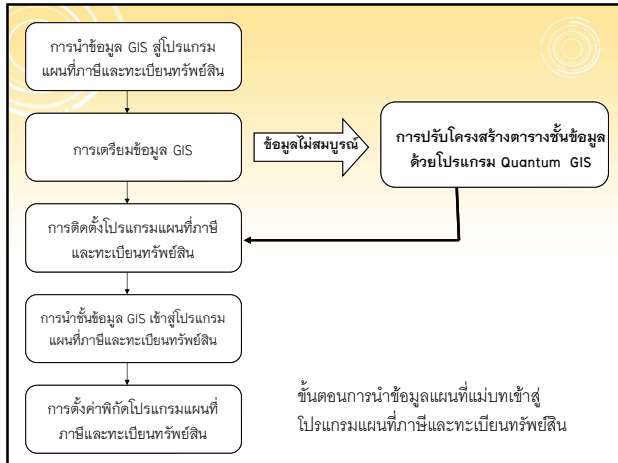 การนำข้อมูล GIS สู่โปรแกรม
แผนที่ภาษีและทะเบียนทรัพย์สิน
การเตรียมข้อมูล GIS
ข้อมูลไม่สมบูรณ์
การปรับโครงสร้างตารางชั้นข้อมูล
ด้วยโปรแกรม Quantum GIS
การติดตั้งโปรแกรมแผนที่ภาษี
และทะเบียนทรัพย์สิน
การนำชั้นข้อมูล GIS เข้าสู่โปรแกรม
แผนที่ภาษีและทะเบียนทรัพย์สิน
การตั้งค่าพิกัดโปรแกรมแผนที่
ภาษีและทะเบียนทรัพย์สิน
ขั้นตอนการนำข้อมูลแผนที่แม่บทเข้าสู่
โปรแกรมแผนที่ภาษีและทะเบียนทรัพย์สิน